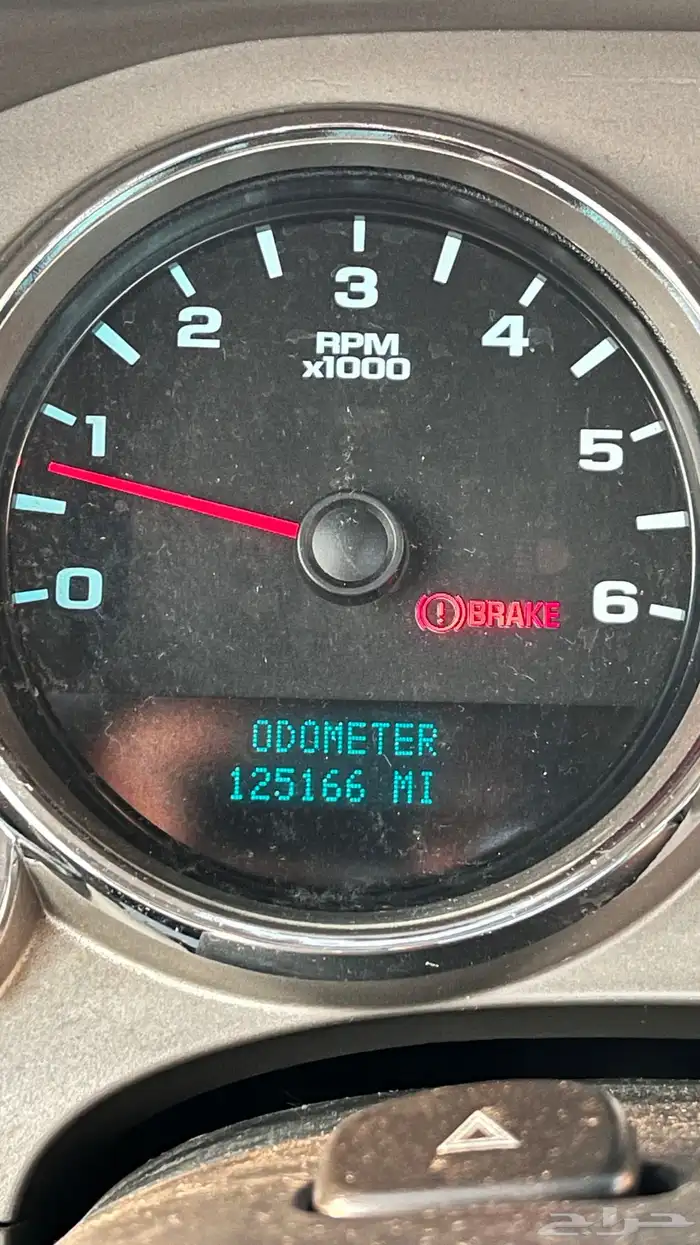 3
2
4
RPM
x1000
1
5
0
6
BRAKE
ODOMETER
125166 MI
حراج